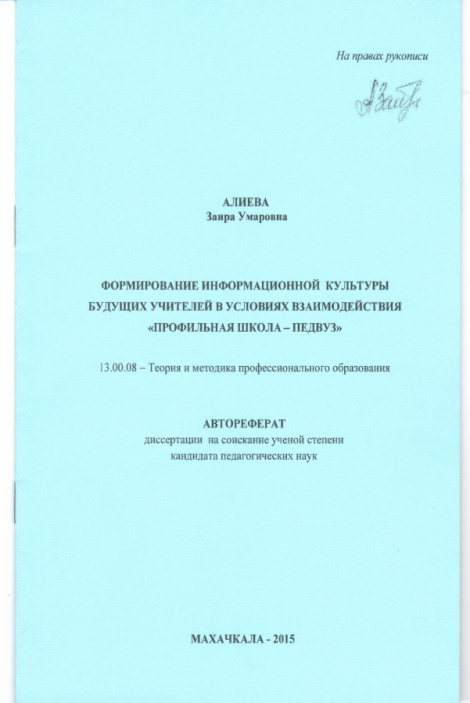 На правах рукописи
АЛИЕВА
Заира Умаровна
ФОРМИРОВАНИЕ ИНФОРМАЦИОННОЙ КУЛЬТУРЫ
БУДУЩИХ УЧИТЕЛЕЙ В УСЛОВИЯХ ВЗАИМОДЕЙСТВИЯ
«ПРОФИЛЬНАЯ ШКОЛА – ПЕДВУЗ»
13.00.08 – Теория и методика профессионального образования
АВТОРЕФЕРАТ
диссертации на соискание ученой степени
кандидата педагогических наук
МАХАЧКАЛА - 2015